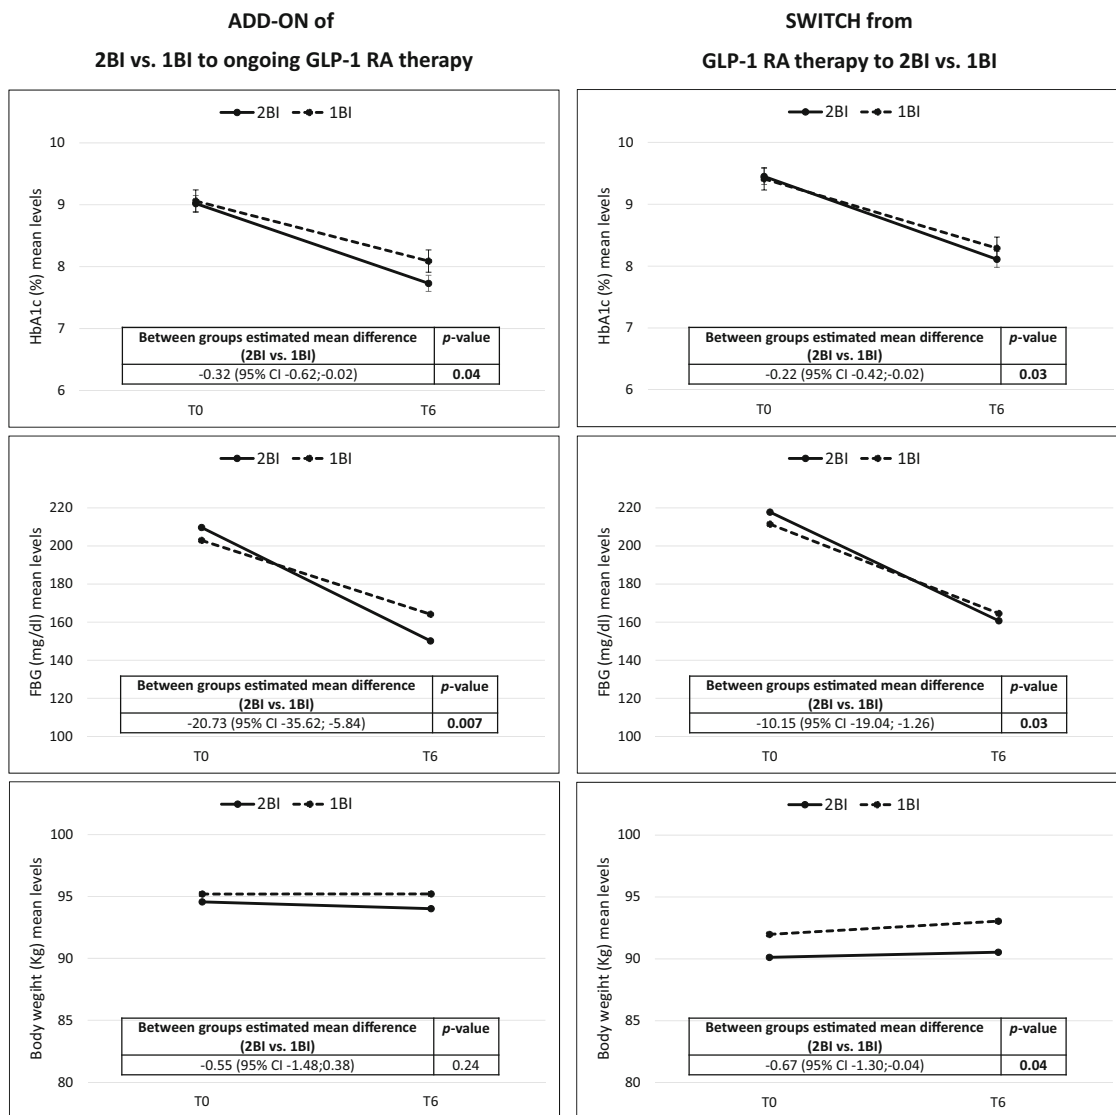 ADD-ON of
2BI vs. 1BI to ongoing GLP-1 RA therapy
SWITCH from
GLP-1 RA therapy to 2BI vs. 1BI
2BI 1BI
HbA1c (%) mean levels
10
9
8
7
6
Between groups estimated mean difference
(2BI vs. 1BI)
p-value
-0.32 (95% CI -0.62;-0.02)
0.04
T0 T6
2BI 1BI
HbA1c (%) mean levels
10
9
8
7
6
Between groups estimated mean difference
(2BI vs. 1BI)
p-value
-0.22 (95% CI -0.42;-0.02)
0.03
T0 T6
2BI 1BI
FBG (mg/dl) mean levels
220
200
180
160
140
120
100
Between groups estimated mean difference
(2BI vs. 1BI)
p-value
-20.73 (95% CI -35.62; -5.84)
0.007
T0 T6
2BI 1BI
FBG (mg/dl) mean levels
220
200
180
160
140
120
100
Between groups estimated mean difference
(2BI vs. 1BI)
p-value
-10.15 (95% CI -19.04; -1.26)
0.03
T0 T6
2BI 1BI
Body wegiht (Kg) mean levels
100
95
90
85
80
Between groups estimated mean difference
(2BI vs. 1BI)
p-value
-0.55 (95% CI -1.48;0.38)
0.24
T0 T6
2BI 1BI
Body wegiht (Kg) mean levels
100
95
90
85
80
Between groups estimated mean difference
(2BI vs. 1BI)
p-value
-0.67 (95% CI -1.30;-0.04)
0.04
T0 T6